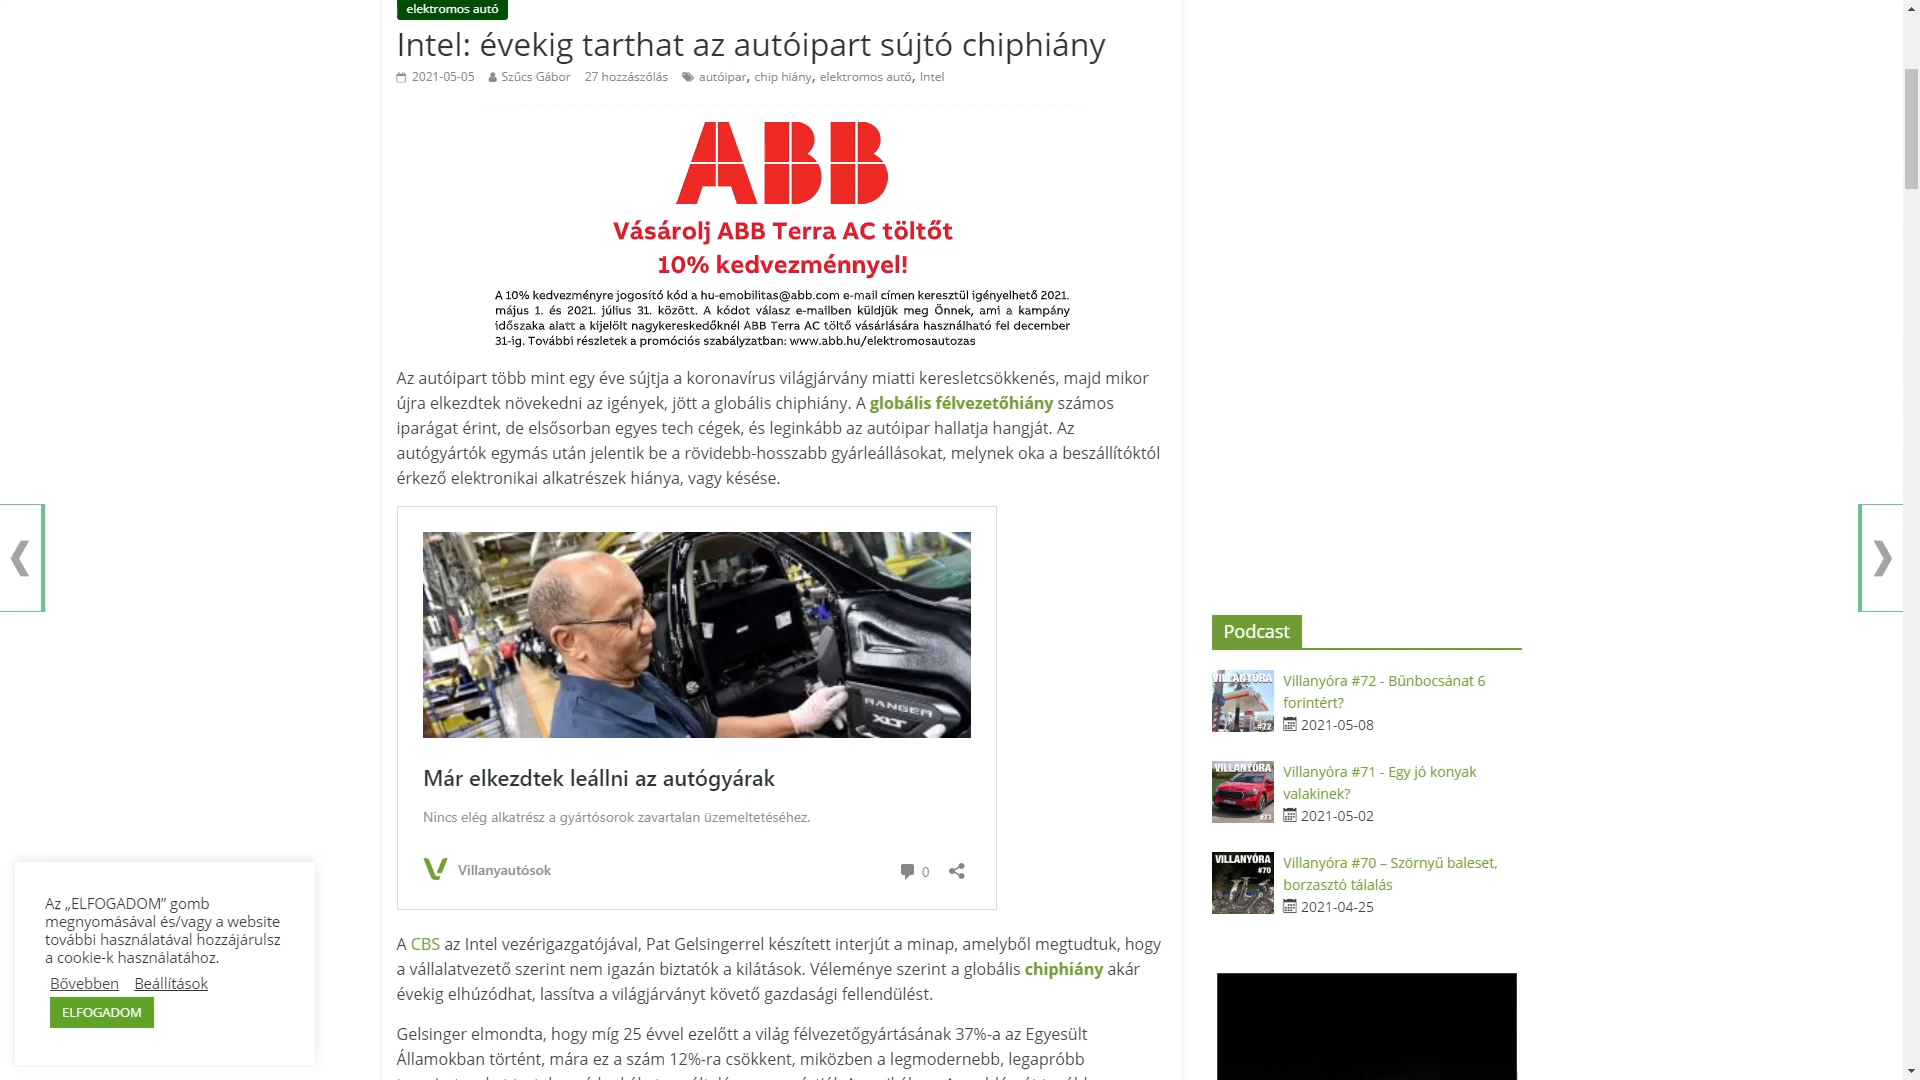 elektromos autó
Intel: évekig tarthat az autóipart sújtó chiphiány
2021-05-05 Szűcs Gábor 27 hozzászólás autóipar, chip hiány, elektromos autó, Intel
ABB
Vásárolj ABB Terra AC töltőt
10% kedvezménnyel!
A 10% kedvezményre jogosító kód a hu-emobilitas@abb.com e-mail címen keresztül igényelhető 2021.
május 1. és 2021. július 31. között. A kódot válasz e-mailben küldjük meg Önnek, ami a kampány
időszaka alatt a kijelölt nagykereskedőknél ABB Terra AC töltő vásárlására használható fel december
31-ig. További részletek a promóciós szabályzatban: www.abb.hu/elektromosautozas
Az autóipart több mint egy éve sújtja a koronavírus világjárvány miatti keresletcsökkenés, majd mikor
újra elkezdtek növekedni az igények, jött a globális chiphiány. A globális félvezetőhiány számos
iparágat érint, de elsősorban egyes tech cégek, és leginkább az autóipar hallatja hangját. Az
autógyártók egymás után jelentik be a rövidebb-hosszabb gyárleállásokat, melynek oka a beszállítóktól
érkező elektronikai alkatrészek hiánya, vagy késése.
RANGER
XLT
Már elkezdtek leállni az autógyárak
Nincs elég alkatrész a gyártósorok zavartalan üzemeltetéséhez.
Villanyautósok
0
A CBS az Intel vezérigazgatójával, Pat Gelsingerrel készített interjút a minap, amelyből megtudtuk, hogy
a vállalatvezető szerint nem igazán biztatók a kilátások. Véleménye szerint a globális chiphiány akár
évekig elhúzódhat, lassítva a világjárványt követő gazdasági fellendülést.
Gelsinger elmondta, hogy míg 25 évvel ezelőtt a világ félvezetőgyártásának 37%-a az Egyesült
Államokban történt, mára ez a szám 12%-ra csökkent, miközben a legmodernebb, legapróbb
Podcast
VILLANYÓRA
#72
Villanyóra #72 - Bűnbocsánat 6
forintért?
2021-05-08
VILLANYÓRA
#71
Villanyóra #71 - Egy jó konyak
valakinek?
2021-05-02
VILLANYÓRA
#70
Villanyóra #70 – Szörnyű baleset,
borzasztó tálalás
2021-04-25
Az „ELFOGADOM” gomb
megnyomásával és/vagy a website
további használatával hozzájárulsz
a cookie-k használatához.
Bővebben Beállítások
ELFOGADOM